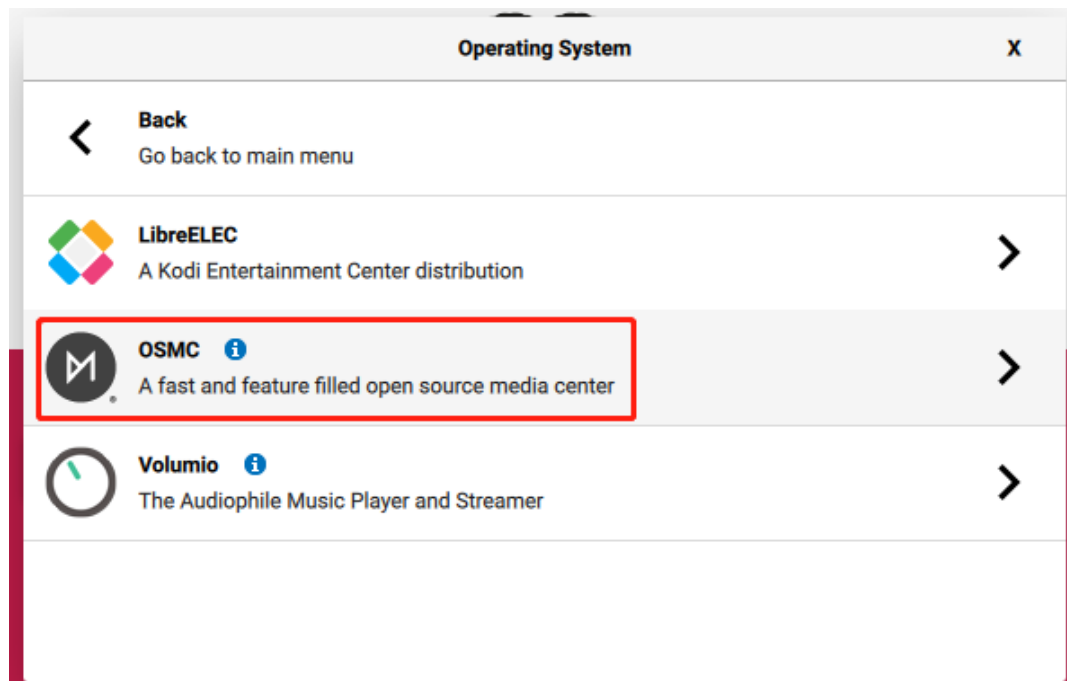 Operating System X
Back
Go back to main menu
LibreELEC
A Kodi Entertainment Center distribution
OSMC
A fast and feature filled open source media center
Volumio
The Audiophile Music Player and Streamer